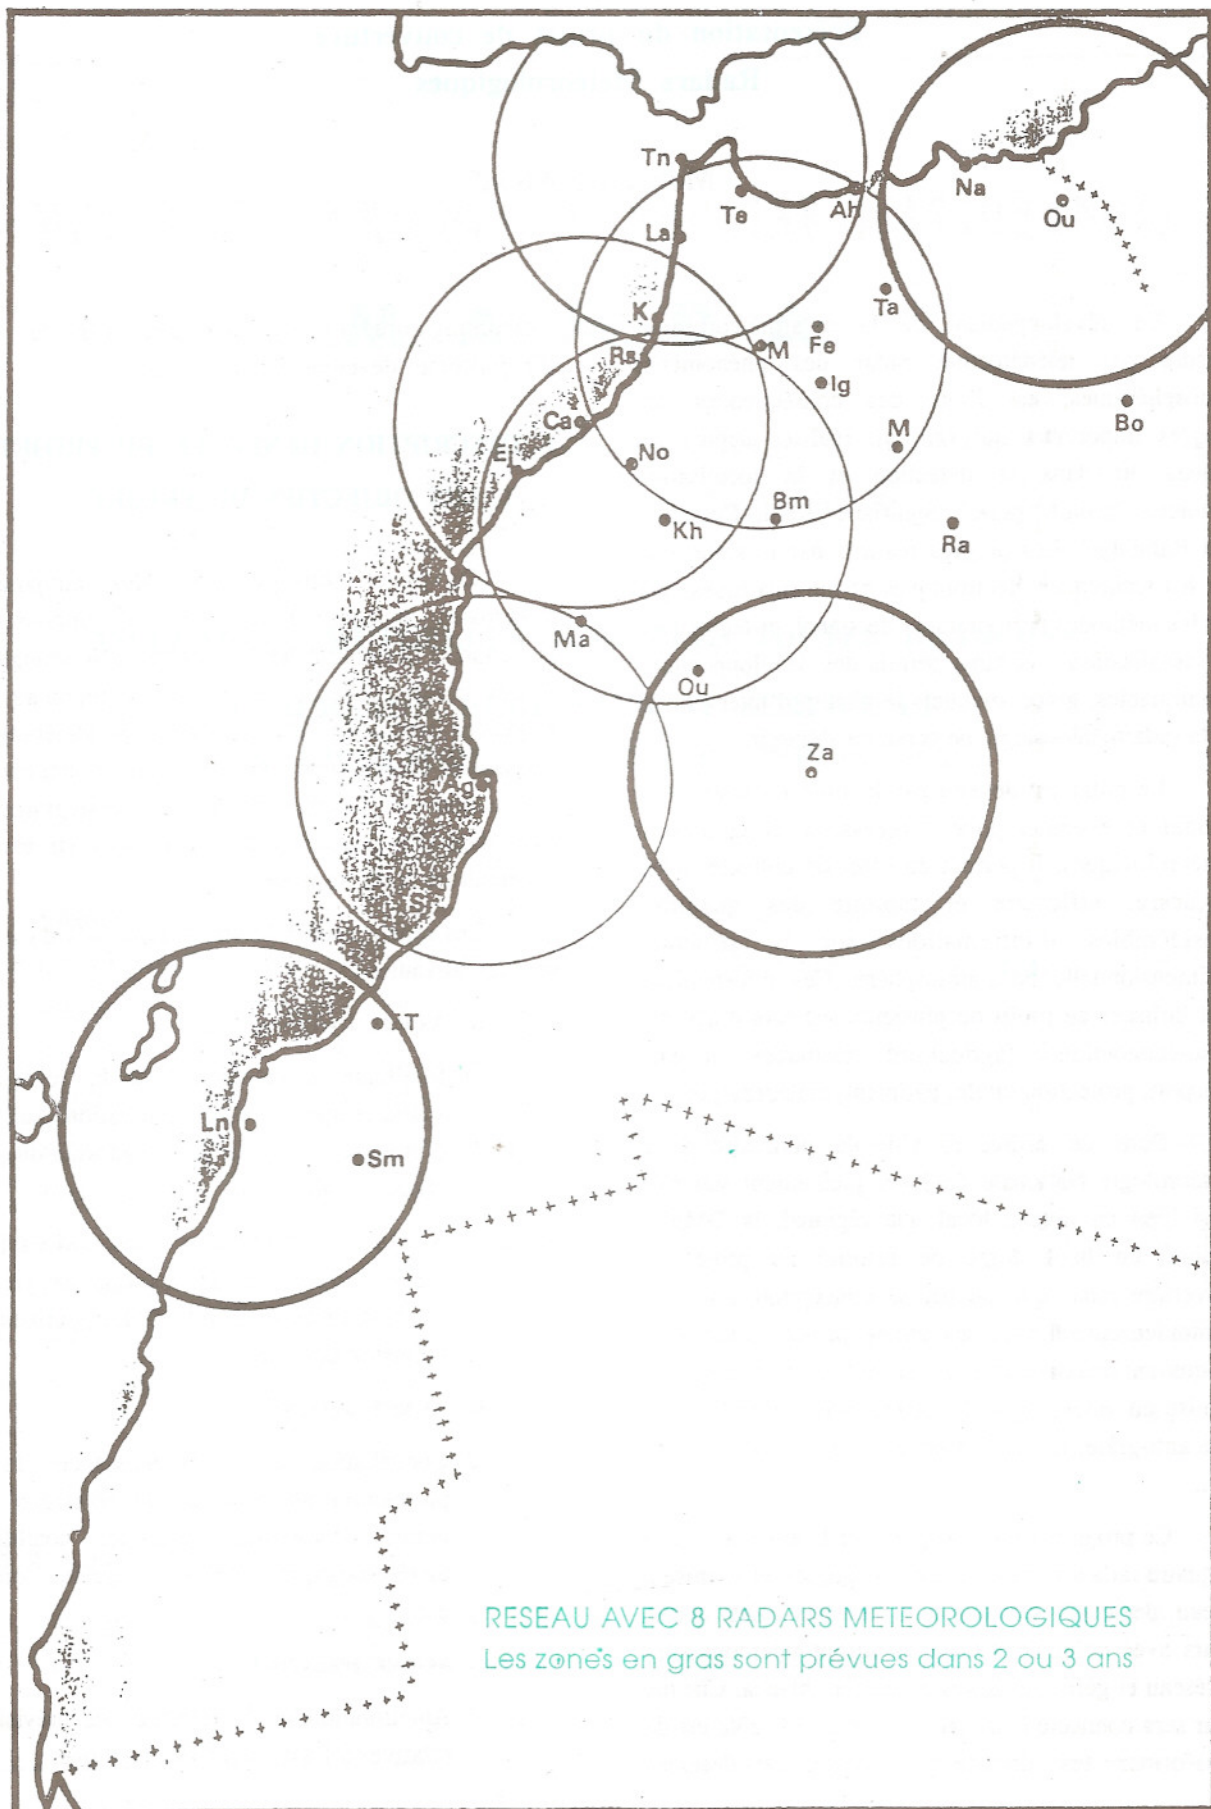 Tn
Te
Ah
Na
Ou
La
Ta
K
Fe
Rs
M
Ig
Bo
Ca
M
Ej
No
Bm
Kh
Ra
Ma
Ou
Za
Ag
SI
TT
Ln
Sm
RESEAU AVEC 8 RADARS METEOROLOGIQUES
Les zones en gras sont prévues dans 2 ou 3 ans